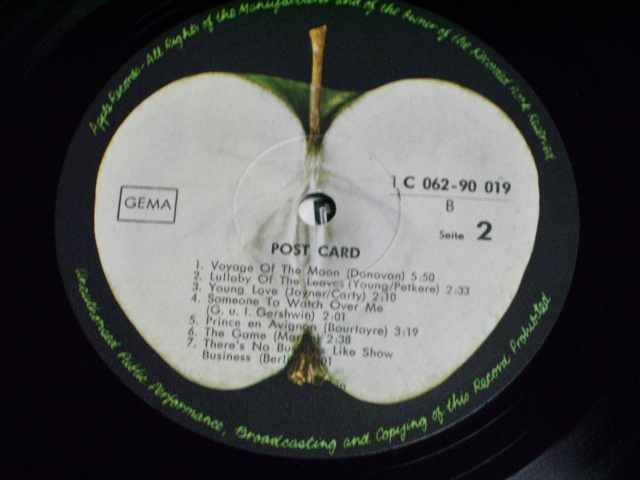 Apple Records - All Rights of the Manufacturer and of the Owner of the Recorded Work Reserved
GEMA
1 C 062-90 019
B
Seite 2
POST CARD
1. Voyage Of The Moon (Donovan) 5:50
2. Lullaby Of The Leaves (Young/Petkere) 2:33
3. Young Love (Joyner/Carty) 2:10
4. Someone To Watch Over Me
(G. u. I. Gershwin) 2:01
5. Prince en Avignon (Bourtayre) 3:19
6. The Game 2:38
7. There's No Like Show
Business
Unauthorised Public Performance, Broadcasting and Copying of this Record Prohibited